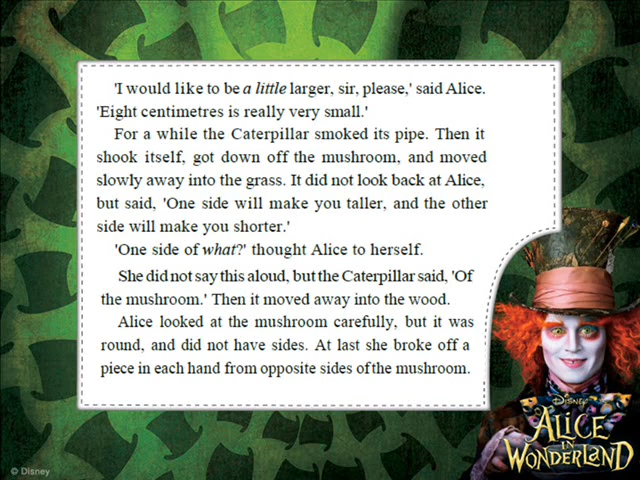 'I would like to be a little larger, sir, please,' said Alice.
'Eight centimetres is really very small.'
For a while the Caterpillar smoked its pipe. Then it
shook itself, got down off the mushroom, and moved
slowly away into the grass. It did not look back at Alice,
but said, 'One side will make you taller, and the other
side will make you shorter.'
'One side of what?' thought Alice to herself.
She did not say this aloud, but the Caterpillar said, 'Of
the mushroom.' Then it moved away into the wood.
Alice looked at the mushroom carefully, but it was
round, and did not have sides. At last she broke off a
piece in each hand from opposite sides of the mushroom.
DISNEY
ALICE
IN
WONDERLAND
© Disney